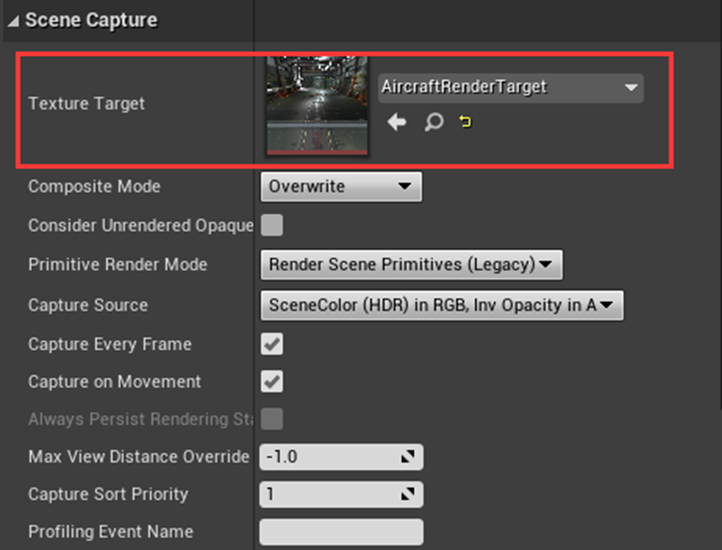 Scene Capture
Texture Target
AircraftRenderTarget
Composite Mode
Overwrite
Consider Unrendered Opaque
Primitive Render Mode
Render Scene Primitives (Legacy)
Capture Source
SceneColor (HDR) in RGB, Inv Opacity in A
Capture Every Frame
Capture on Movement
Always Persist Rendering Sta
Max View Distance Override
-1.0
Capture Sort Priority
1
Profiling Event Name